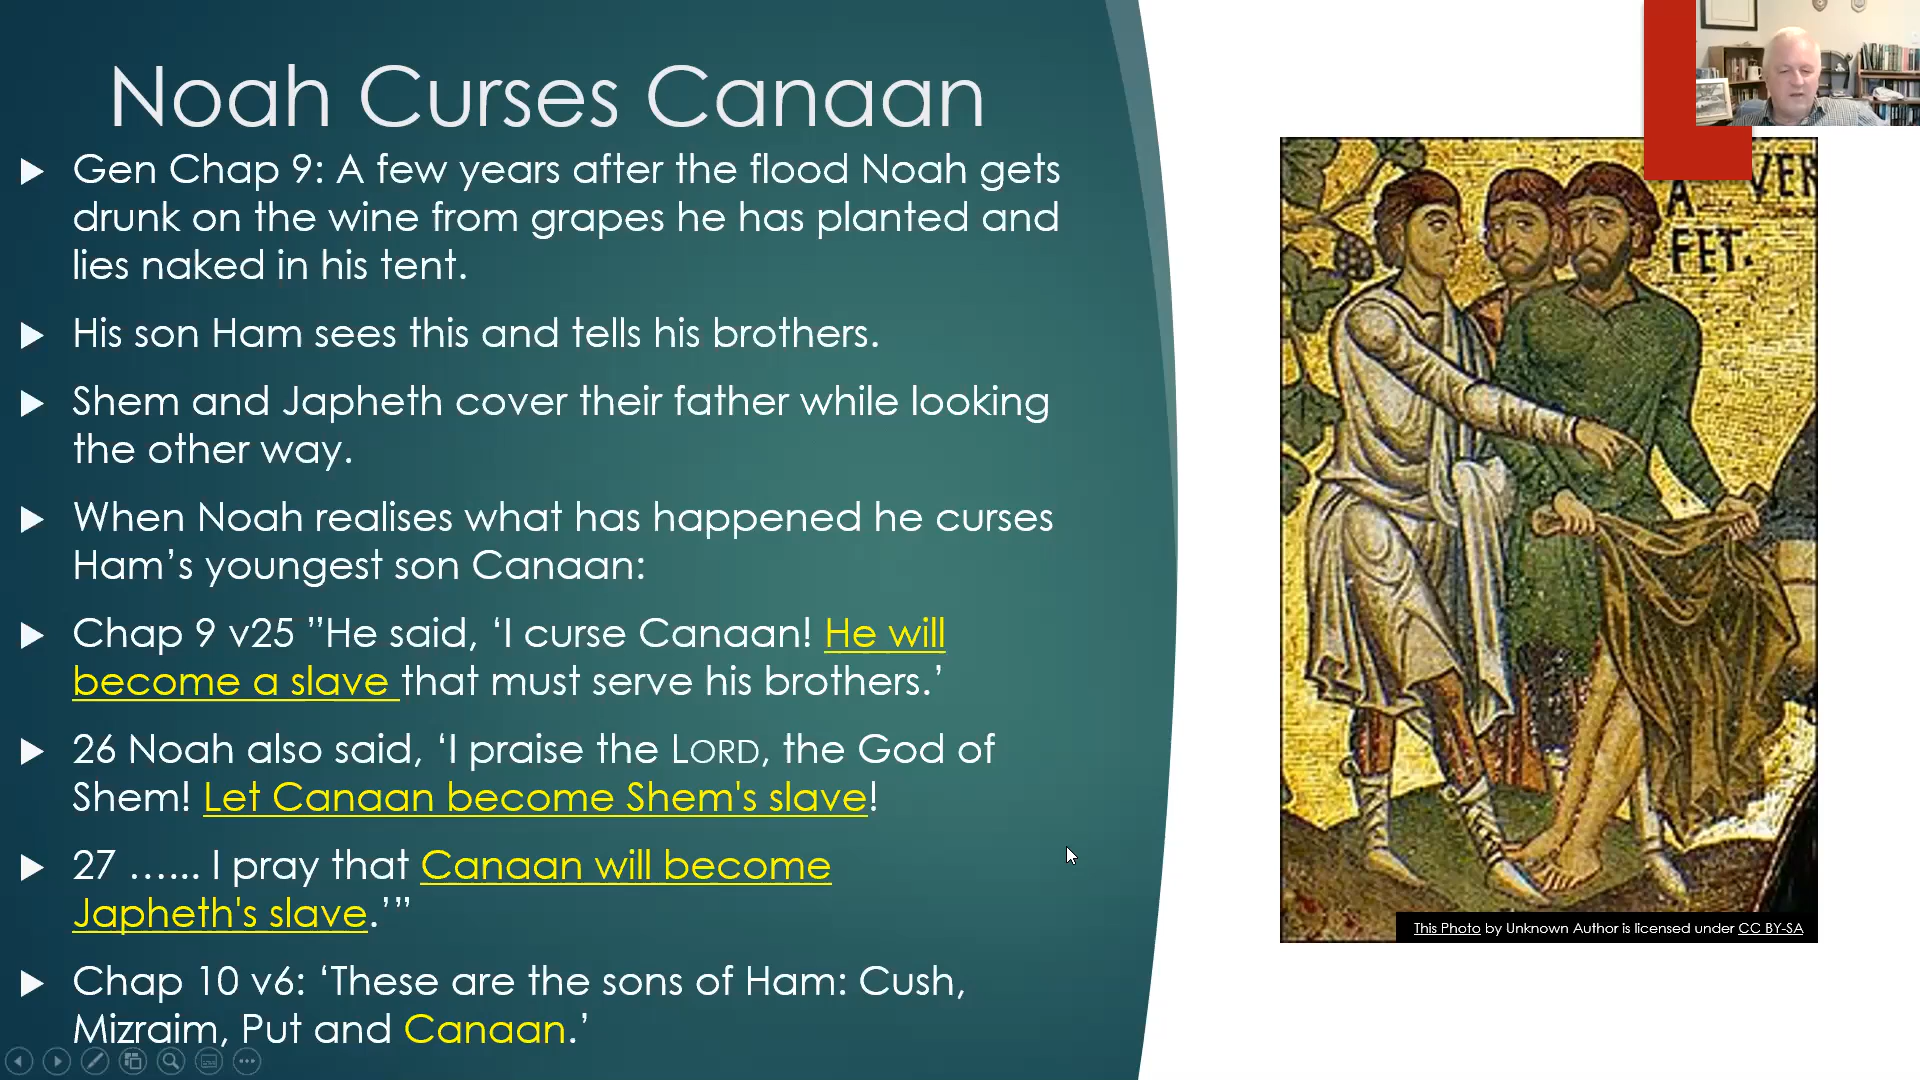 Noah Curses Canaan
Gen Chap 9: A few years after the flood Noah gets
drunk on the wine from grapes he has planted and
lies naked in his tent.
His son Ham sees this and tells his brothers.
Shem and Japheth cover their father while looking
the other way.
When Noah realises what has happened he curses
Ham’s youngest son Canaan:
Chap 9 v25 ”He said, ‘I curse Canaan! He will
become a slave that must serve his brothers.’
26 Noah also said, ‘I praise the LORD, the God of
Shem! Let Canaan become Shem's slave!
27 …... I pray that Canaan will become
Japheth's slave.’”
Chap 10 v6: ‘These are the sons of Ham: Cush,
Mizraim, Put and Canaan.’
A VER
FET.
This Photo by Unknown Author is licensed under CC BY-SA